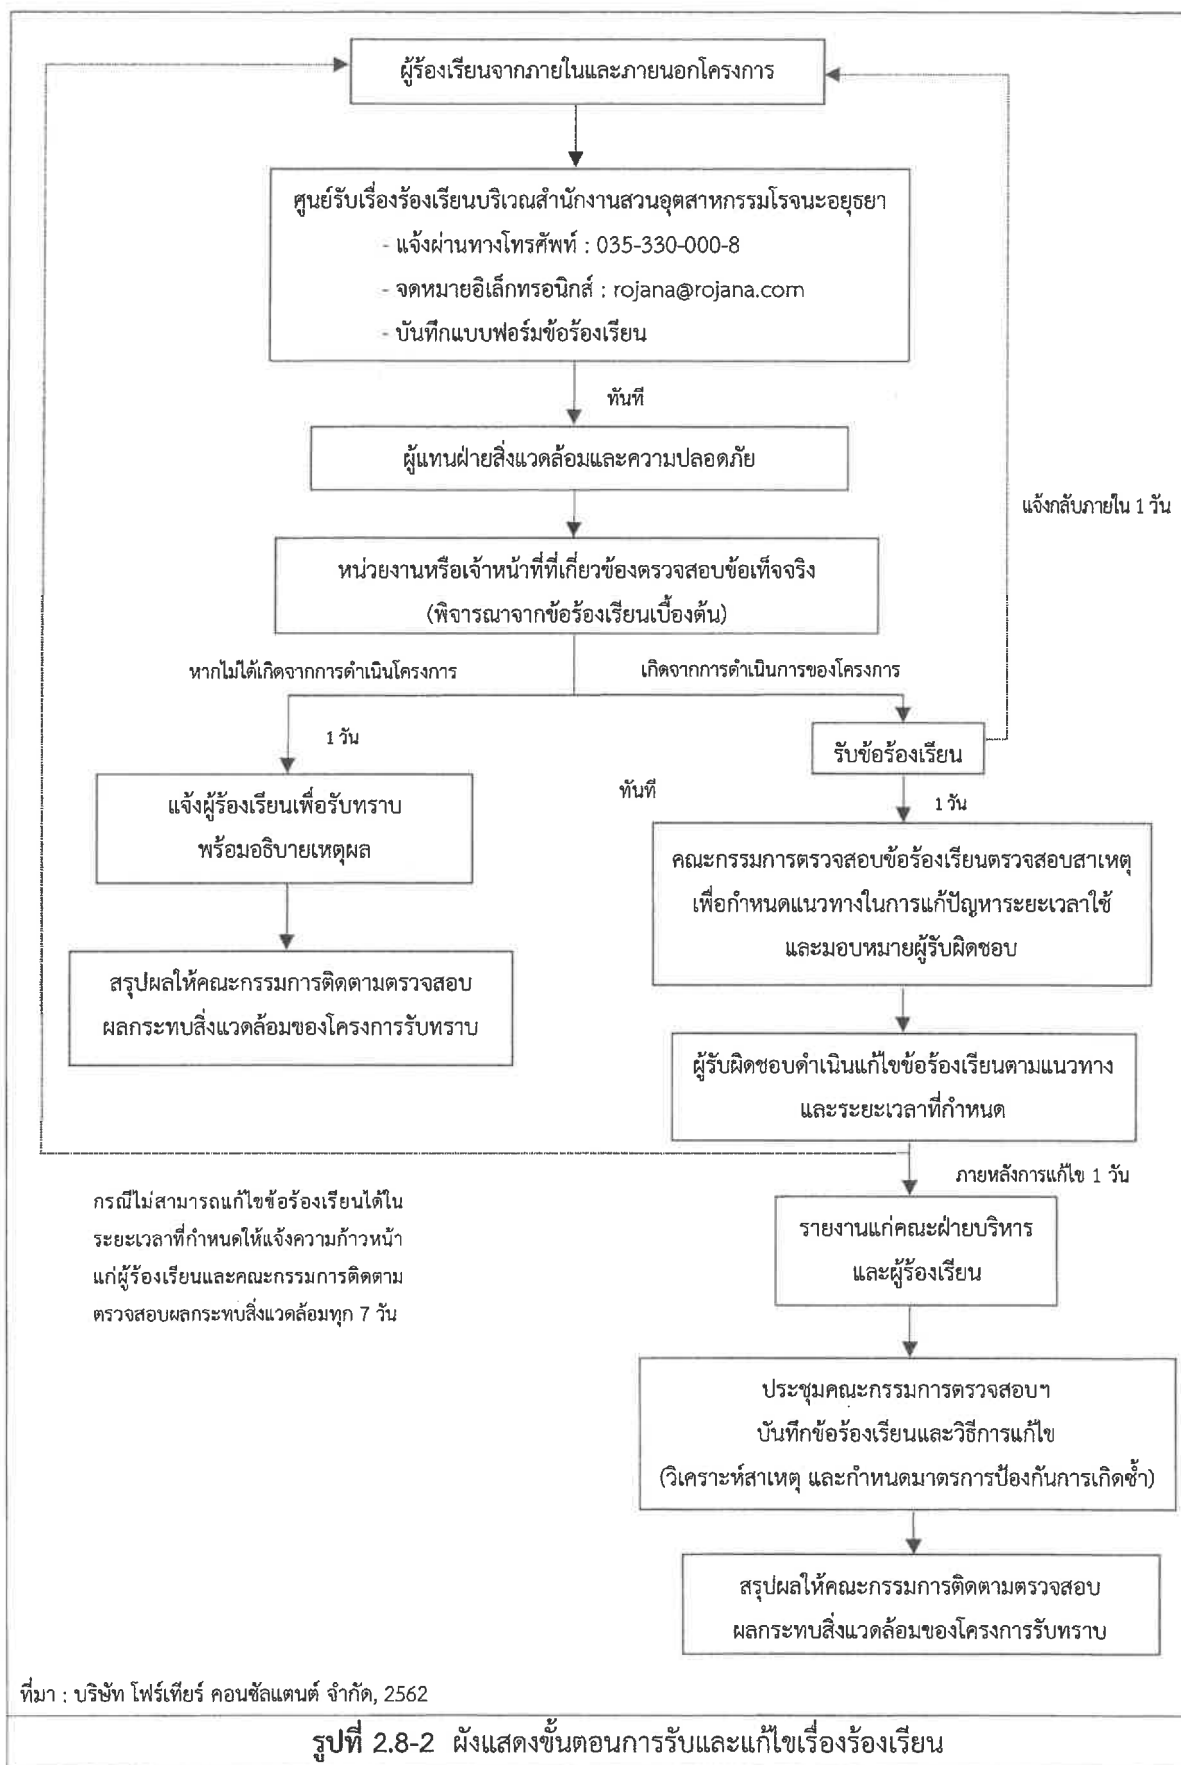 ผู้ร้องเรียนจากภายในและภายนอกโครงการ
ศูนย์รับเรื่องร้องเรียนบริเวณสำนักงานสวนอุตสาหกรรมโรจนะอยุธยา
- แจ้งผ่านทางโทรศัพท์ : 035-330-000-8
- จดหมายอิเล็กทรอนิกส์ : rojana@rojana.com
- บันทึกแบบฟอร์มข้อร้องเรียน
ทันที
ผู้แทนฝ่ายสิ่งแวดล้อมและความปลอดภัย
แจ้งกลับภายใน 1 วัน
หน่วยงานหรือเจ้าหน้าที่ที่เกี่ยวข้องตรวจสอบข้อเท็จจริง
(พิจารณาจากข้อร้องเรียนเบื้องต้น)
หากไม่ได้เกิดจากการดำเนินโครงการ
เกิดจากการดำเนินการของโครงการ
1 วัน
รับข้อร้องเรียน
แจ้งผู้ร้องเรียนเพื่อรับทราบ
พร้อมอธิบายเหตุผล
ทันที
1 วัน
คณะกรรมการตรวจสอบข้อร้องเรียนตรวจสอบสาเหตุ
เพื่อกำหนดแนวทางในการแก้ปัญหาระยะเวลาใช้
และมอบหมายผู้รับผิดชอบ
สรุปผลให้คณะกรรมการติดตามตรวจสอบ
ผลกระทบสิ่งแวดล้อมของโครงการรับทราบ
ผู้รับผิดชอบดำเนินแก้ไขข้อร้องเรียนตามแนวทาง
และระยะเวลาที่กำหนด
ภายหลังการแก้ไข 1 วัน
กรณีไม่สามารถแก้ไขข้อร้องเรียนได้ใน
ระยะเวลาที่กำหนดให้แจ้งความก้าวหน้า
แก่ผู้ร้องเรียนและคณะกรรมการติดตาม
ตรวจสอบผลกระทบสิ่งแวดล้อมทุก 7 วัน
รายงานแก่คณะฝ่ายบริหาร
และผู้ร้องเรียน
ประชุมคณะกรรมการตรวจสอบฯ
บันทึกข้อร้องเรียนและวิธีการแก้ไข
(วิเคราะห์สาเหตุ และกำหนดมาตรการป้องกันการเกิดซ้ำ)
สรุปผลให้คณะกรรมการติดตามตรวจสอบ
ผลกระทบสิ่งแวดล้อมของโครงการรับทราบ
ที่มา : บริษัท โฟร์เทียร์ คอนซัลแตนต์ จำกัด, 2562
รูปที่ 2.8-2 ผังแสดงขั้นตอนการรับและแก้ไขเรื่องร้องเรียน